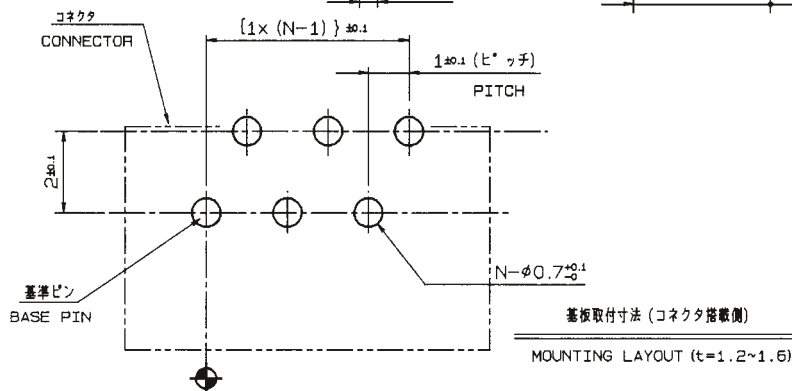 コネクタ
CONNECTOR
{1x (N-1) } ±0.1
1±0.1 (ピッチ)
PITCH
2±0.1
N-φ0.7 +0.1 -0
基準ピン
BASE PIN
基板取付寸法 (コネクタ搭載側)
MOUNTING LAYOUT (t=1.2~1.6)